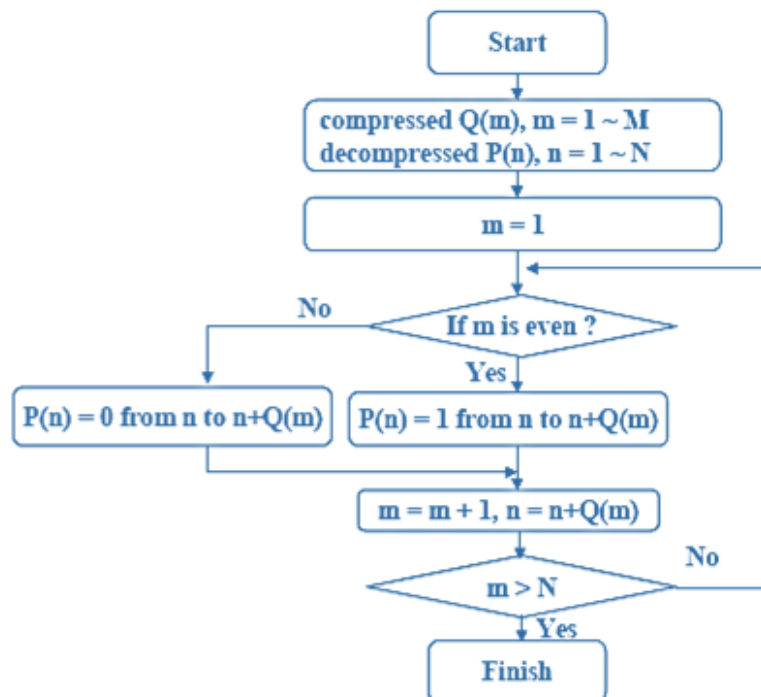 Start
compressed Q(m), m = 1 ~ M
decompressed P(n), n = 1 ~ N
m = 1
No
If m is even ?
Yes
P(n) = 0 from n to n+Q(m)
P(n) = 1 from n to n+Q(m)
m = m + 1, n = n+Q(m)
No
m > N
Yes
Finish